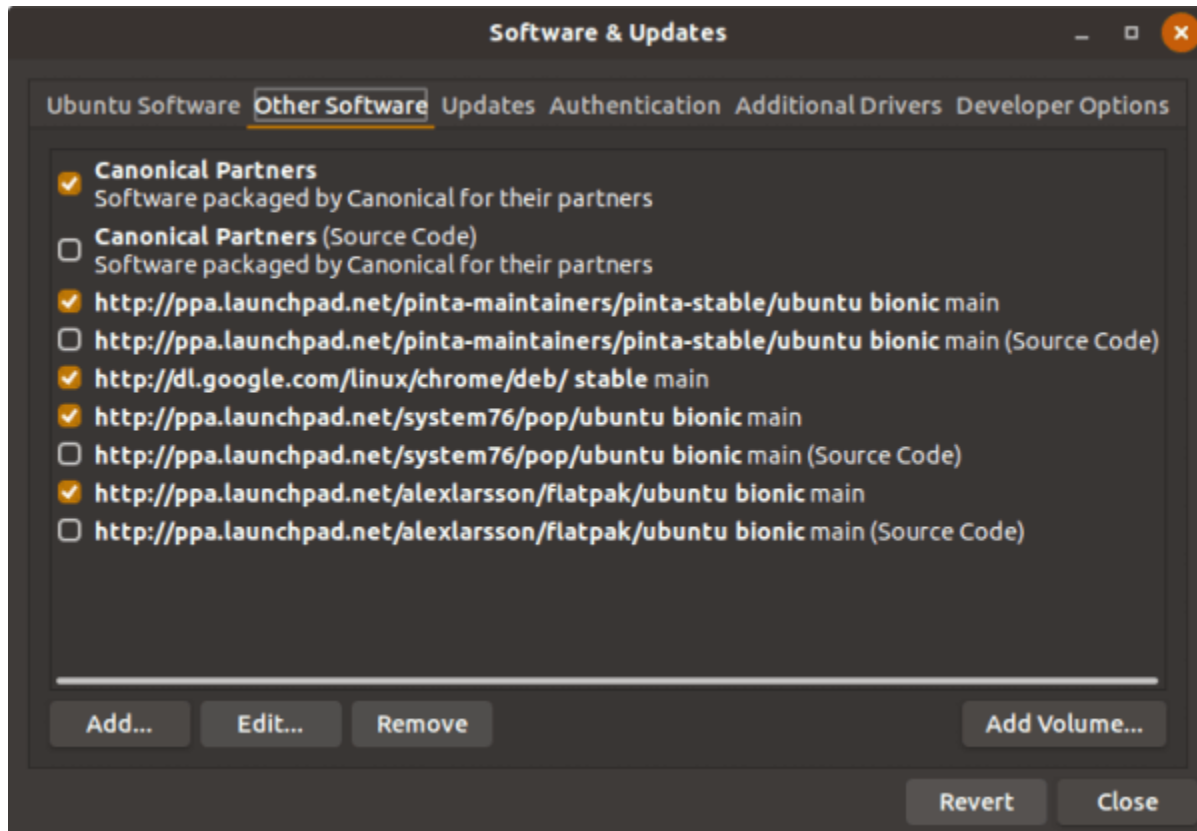 Software & Updates
Ubuntu Software Other Software Updates Authentication Additional Drivers Developer Options
Canonical Partners
Software packaged by Canonical for their partners
Canonical Partners (Source Code)
Software packaged by Canonical for their partners
http://ppa.launchpad.net/pinta-maintainers/pinta-stable/ubuntu bionic main
http://ppa.launchpad.net/pinta-maintainers/pinta-stable/ubuntu bionic main (Source Code)
http://dl.google.com/linux/chrome/deb/ stable main
http://ppa.launchpad.net/system76/pop/ubuntu bionic main
http://ppa.launchpad.net/system76/pop/ubuntu bionic main (Source Code)
http://ppa.launchpad.net/alexlarsson/flatpak/ubuntu bionic main
http://ppa.launchpad.net/alexlarsson/flatpak/ubuntu bionic main (Source Code)
Add... Edit... Remove Add Volume...
Revert Close